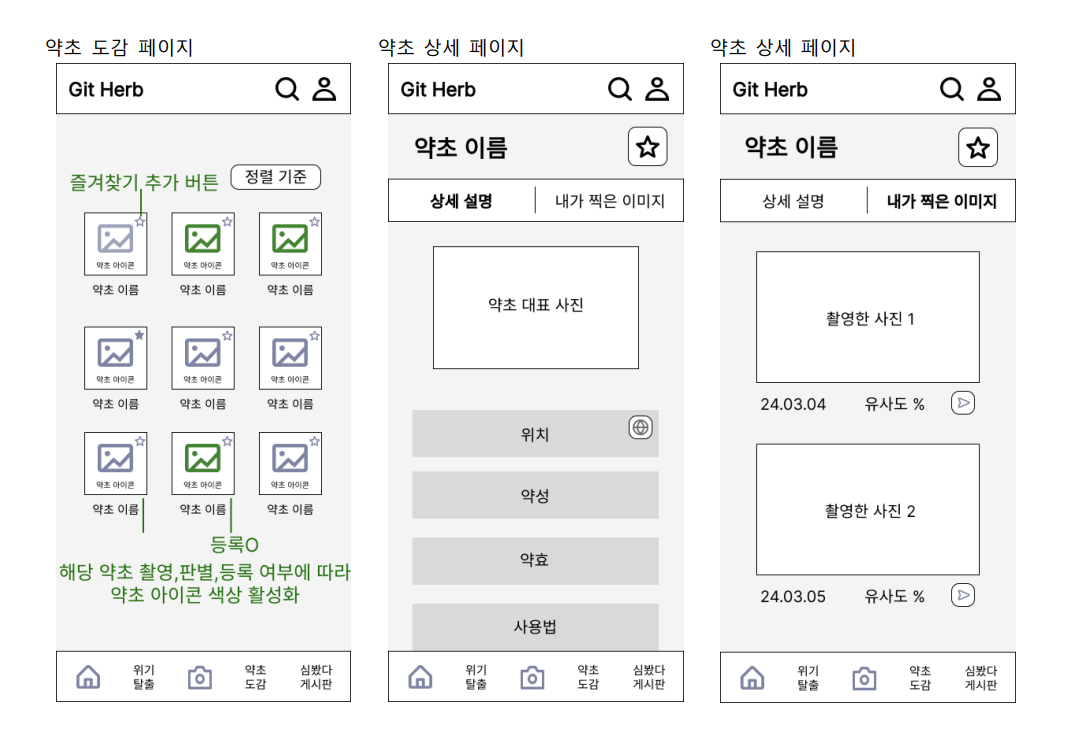 약초 도감 페이지
Git Herb
즐겨찾기 추가 버튼
정렬 기준
약초 아이콘
약초 아이콘
약초 아이콘
약초 이름
약초 이름
약초 이름
약초 아이콘
약초 아이콘
약초 아이콘
약초 이름
약초 이름
약초 이름
약초 아이콘
약초 아이콘
약초 아이콘
약초 이름
약초 이름
약초 이름
등록O
해당 약초 촬영,판별,등록 여부에 따라
약초 아이콘 색상 활성화
위기
탈출
약초
도감
심봤다
게시판
약초 상세 페이지
Git Herb
약초 이름
상세 설명
내가 찍은 이미지
약초 대표 사진
위치
약성
약효
사용법
위기
탈출
약초
도감
심봤다
게시판
약초 상세 페이지
Git Herb
약초 이름
상세 설명
내가 찍은 이미지
촬영한 사진 1
24.03.04 유사도 %
촬영한 사진 2
24.03.05 유사도 %
위기
탈출
약초
도감
심봤다
게시판